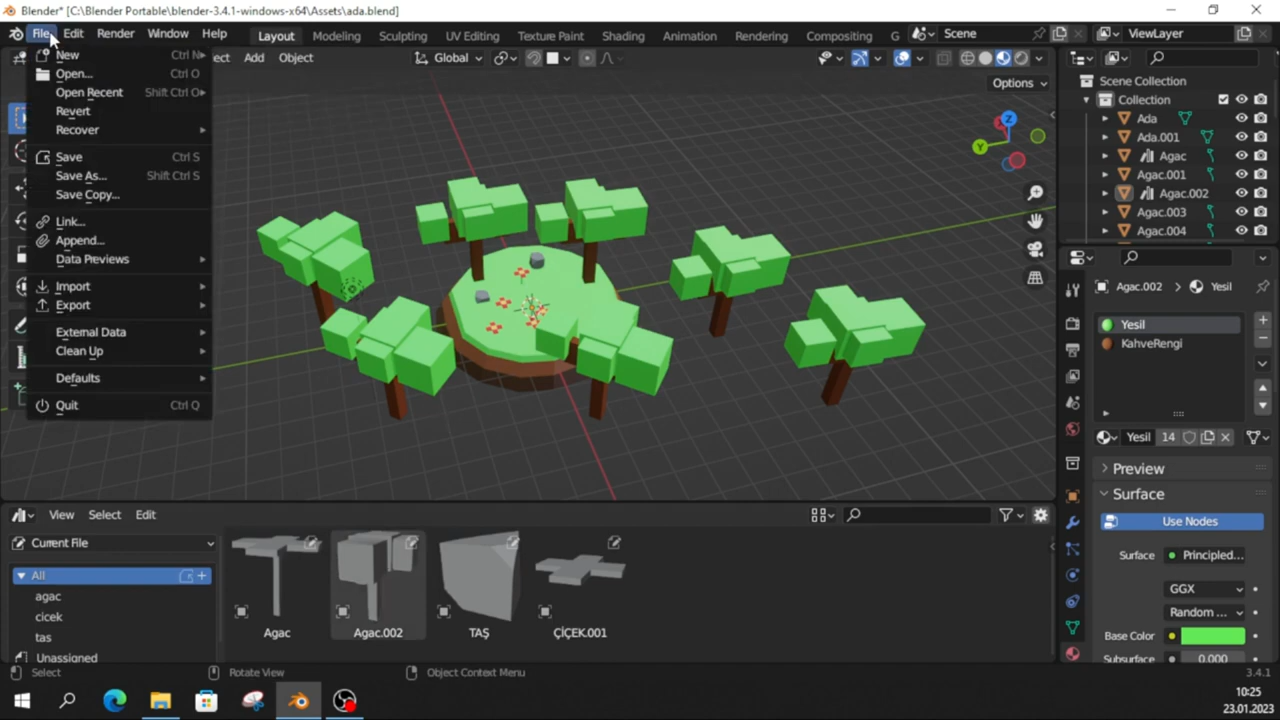 Blender* [C:\Blender Portable\blender-3.4.1-windows-x64\Assets\ada.blend]
File Edit Render Window Help
Layout Modeling Sculpting UV Editing Texture Paint Shading Animation Rendering Compositing G
Scene
ViewLayer
New Ctrl N
Open... Ctrl O
Open Recent Shift Ctrl O
Revert
Recover
Save Ctrl S
Save As... Shift Ctrl S
Save Copy...
Link...
Append...
Data Previews
Import
Export
External Data
Clean Up
Defaults
Quit Ctrl Q
Add Object
Global
Options
Z
Y
Scene Collection
Collection
Ada
Ada.001
Agac
Agac.001
Agac.002
Agac.003
Agac.004
Agac.002 Yesil
Yesil
KahveRengi
Yesil 14
Preview
Surface
Use Nodes
Surface Principled...
GGX
Random ...
Base Color
Subsurface 0.000
View Select Edit
Current File
All
agac
cicek
tas
Unassigned
Agac
Agac.002
TAŞ
ÇİÇEK.001
Select
Rotate View
Object Context Menu
3.4.1
10:25
23.01.2023